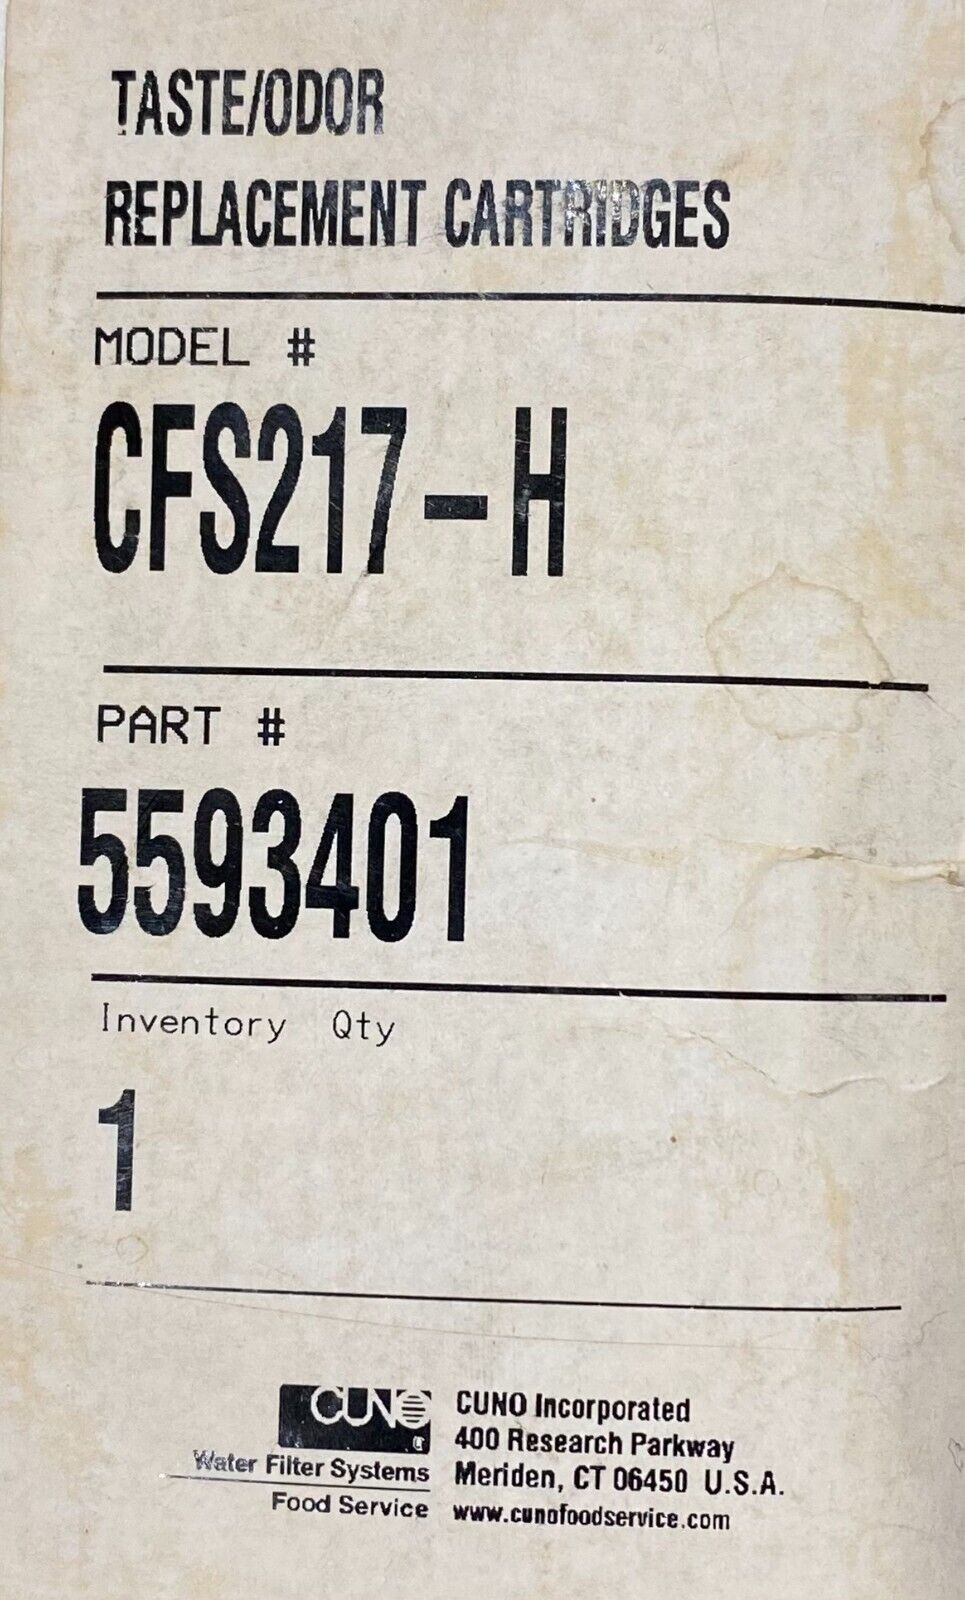 TASTE/ODOR
REPLACEMENT CARTRIDGES
MODEL #
CFS217-H
PART #
5593401
Inventory Qty
1
CUNO
Water Filter Systems
Food Service
CUNO Incorporated
400 Research Parkway
Meriden, CT 06450 U.S.A.
www.cunofoodservice.com